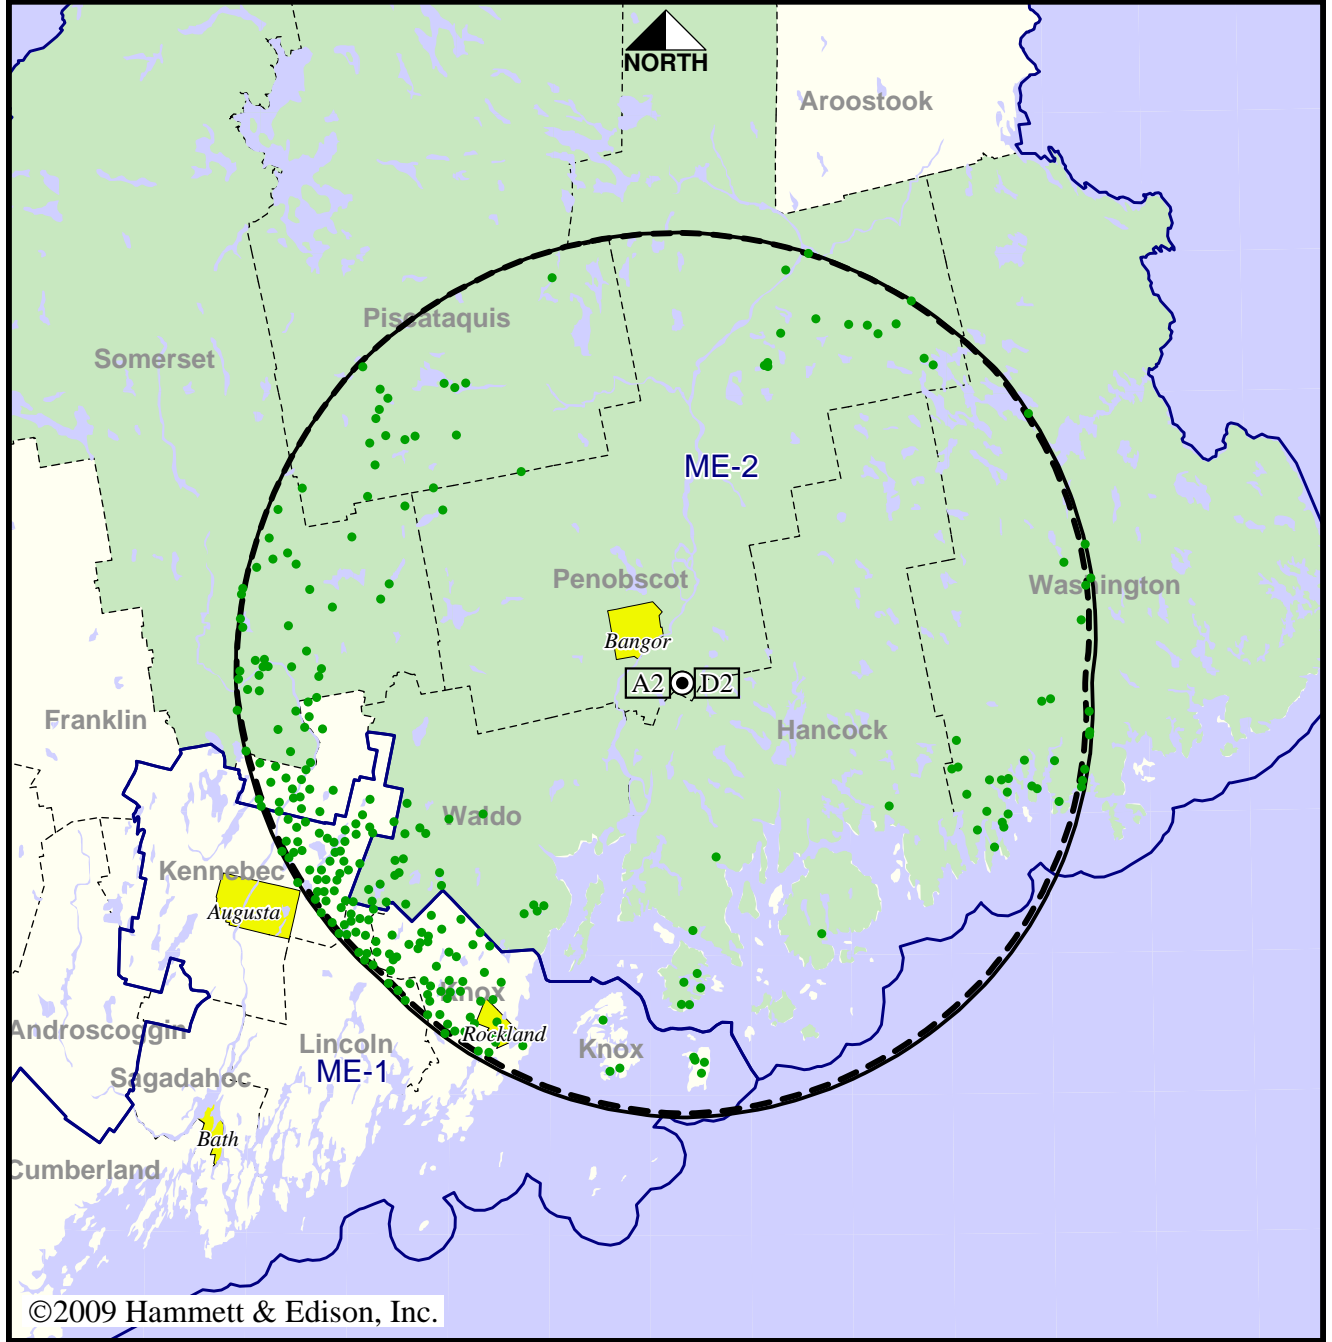 NORTH
Aroostook
Piscataquis
Somerset
ME-2
Penobscot
Washington
Bangor
A2
D2
Franklin
Hancock
Waldo
Kennebec
Augusta
Knox
Rockland
Androscoggin
Lincoln
Knox
ME-1
Sagadahoc
Bath
Cumberland
©2009 Hammett & Edison, Inc.